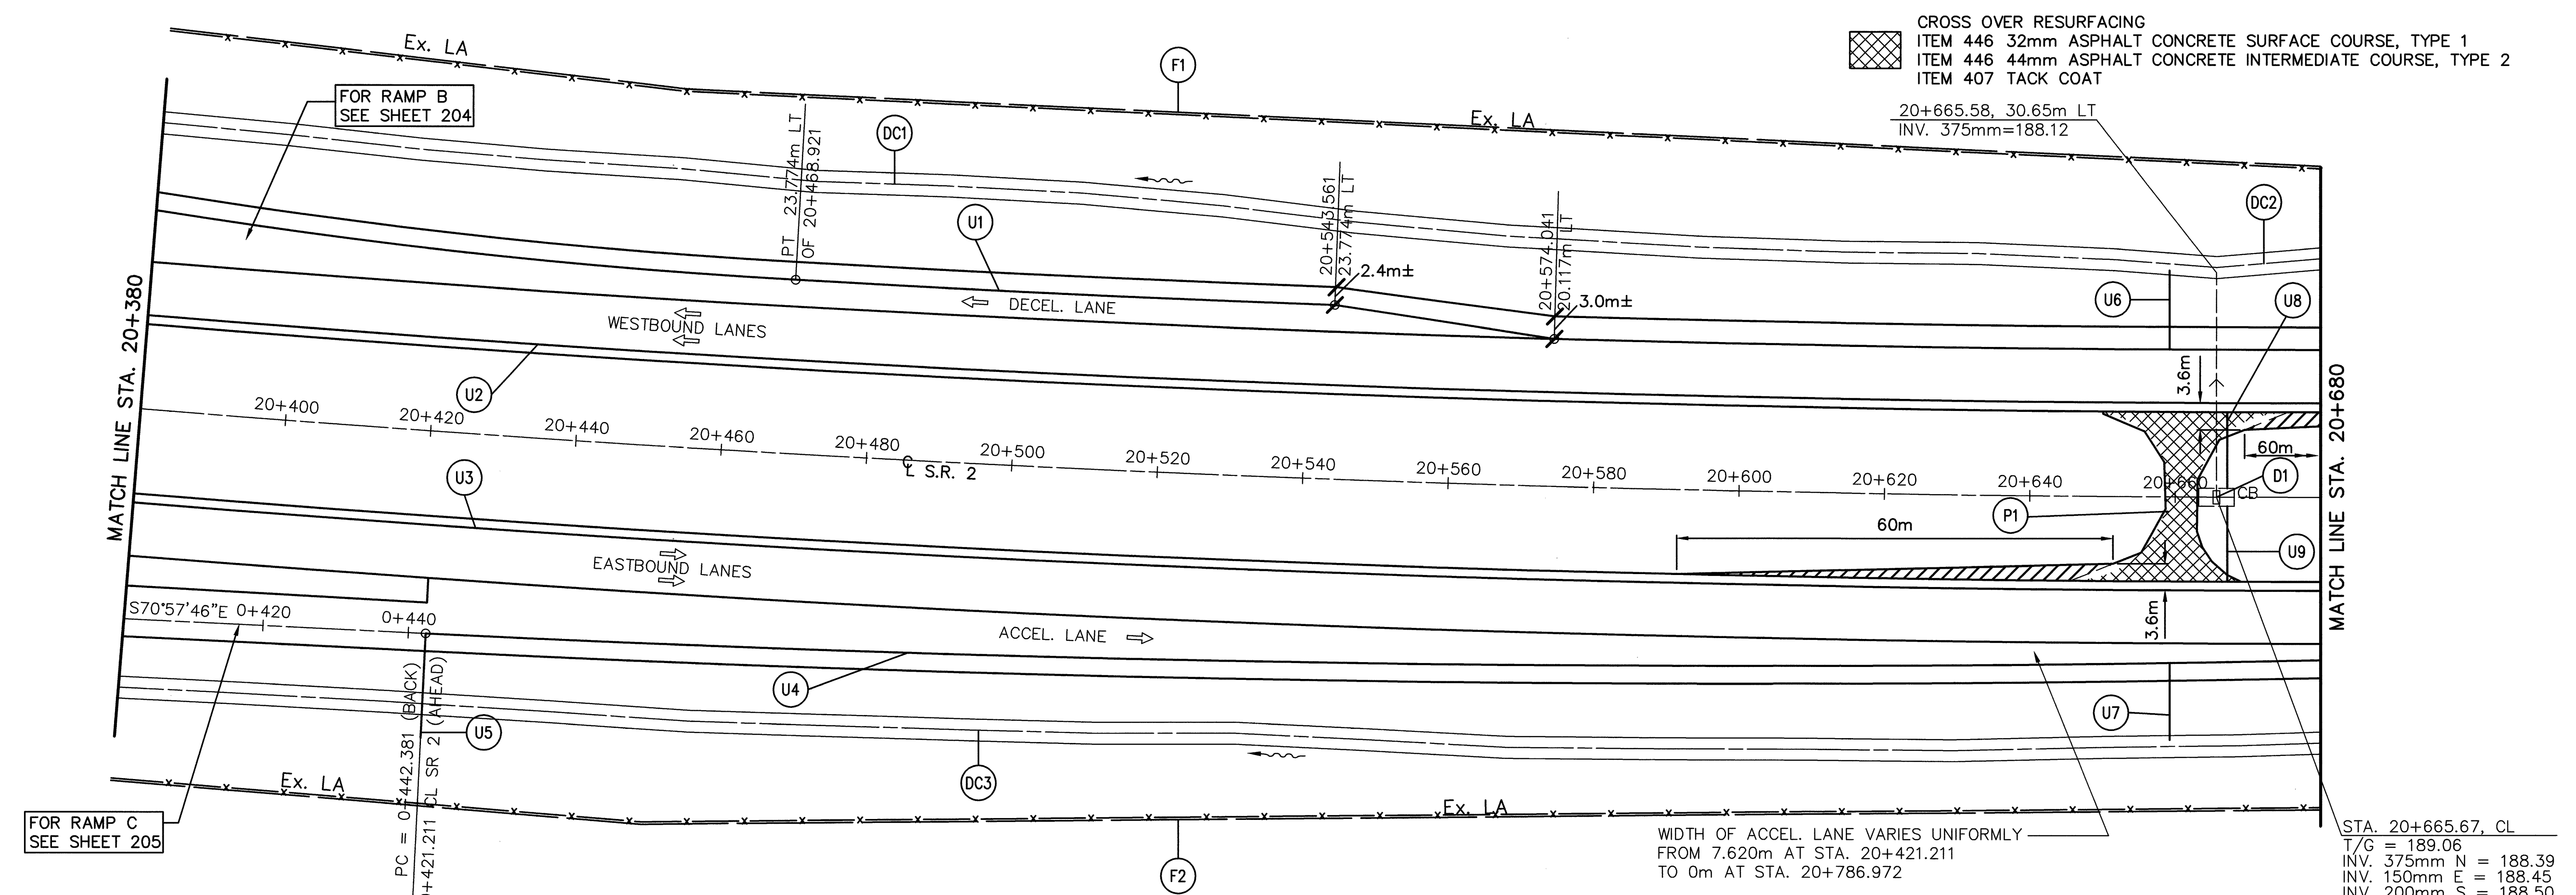 CROSS OVER RESURFACING
ITEM 446 32mm ASPHALT CONCRETE SURFACE COURSE, TYPE 1
ITEM 446 44mm ASPHALT CONCRETE INTERMEDIATE COURSE, TYPE 2
ITEM 407 TACK COAT
Ex. LA
F1
FOR RAMP B
SEE SHEET 204
20+665.58, 30.65m LT
INV. 375mm=188.12
Ex. LA
DC1
PT 23.774m LT
OF 20+468.921
20+543.561
23.774m LT
20+574.041
20.117m LT
DC2
U1
2.4m±
3.0m±
U6
U8
DECEL. LANE
WESTBOUND LANES
3.6m
U2
MATCH LINE STA. 20+380
MATCH LINE STA. 20+680
20+400
20+420
20+440
20+460
20+480
20+500
20+520
20+540
20+560
20+580
20+600
20+620
20+640
20+660
℄ S.R. 2
60m
D1
CB
U3
P1
60m
U9
EASTBOUND LANES
S70°57'46"E
0+420
0+440
ACCEL. LANE
3.6m
U4
U7
U5
PC = 0+442.381 (BACK)
0+421.211 CL SR 2 (AHEAD)
DC3
Ex. LA
Ex. LA
FOR RAMP C
SEE SHEET 205
F2
WIDTH OF ACCEL. LANE VARIES UNIFORMLY
FROM 7.620m AT STA. 20+421.211
TO 0m AT STA. 20+786.972
STA. 20+665.67, CL
T/G = 189.06
INV. 375mm N = 188.39
INV. 150mm E = 188.45
INV. 200mm S = 188.50